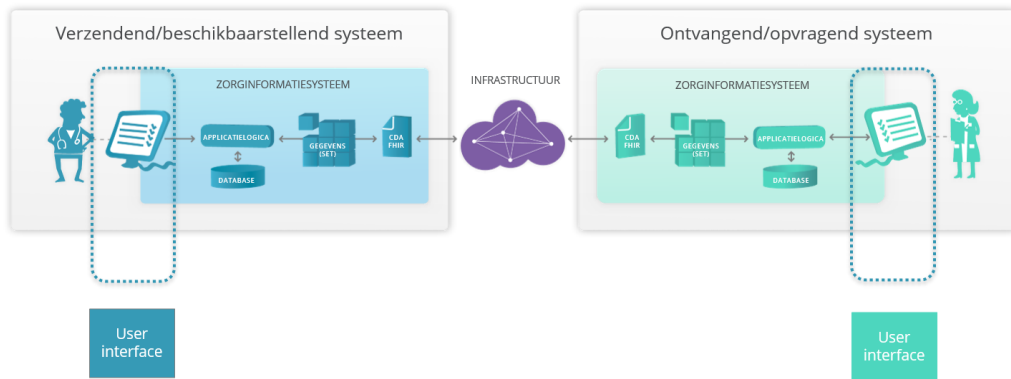 Verzendend/beschikbaarstellend systeem
ZORGINFORMATIESYSTEEM
APPLICATIELOGICA
DATABASE
GEGEVENS
(SET)
CDA
FHIR
INFRASTRUCTUUR
Ontvangend/opvragend systeem
ZORGINFORMATIESYSTEEM
CDA
FHIR
GEGEVENS
(SET)
APPLICATIELOGICA
DATABASE
User
interface
User
interface